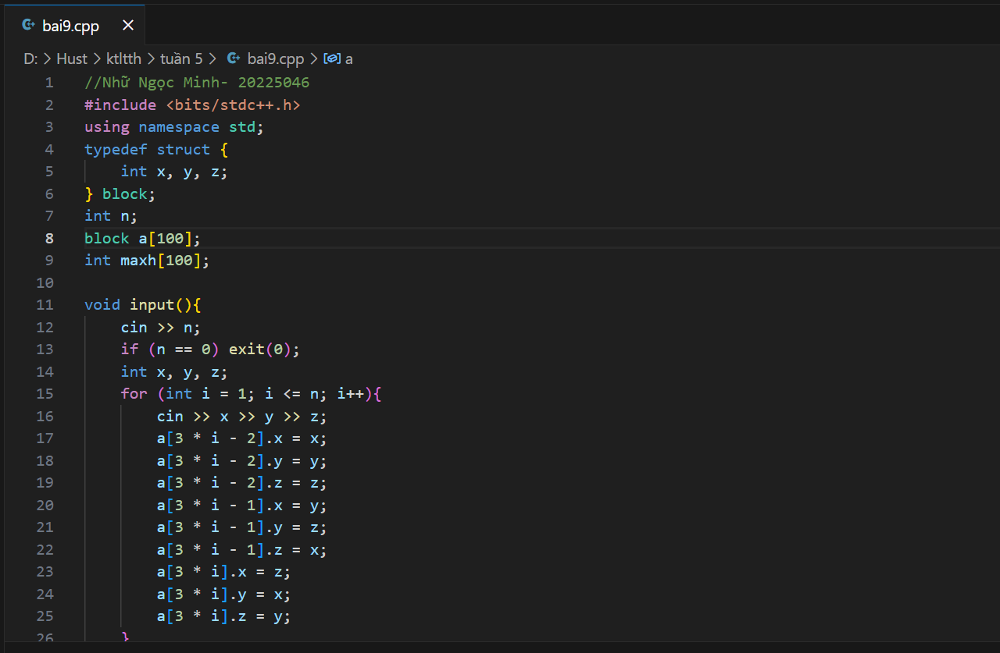 bai9.cpp
D: > Hust > ktltth > tuần 5 > bai9.cpp > a
1 //Nhữ Ngọc Minh- 20225046
2 #include <bits/stdc++.h>
3 using namespace std;
4 typedef struct {
5     int x, y, z;
6 } block;
7 int n;
8 block a[100];
9 int maxh[100];
10
11 void input(){
12     cin >> n;
13     if (n == 0) exit(0);
14     int x, y, z;
15     for (int i = 1; i <= n; i++){
16         cin >> x >> y >> z;
17         a[3 * i - 2].x = x;
18         a[3 * i - 2].y = y;
19         a[3 * i - 2].z = z;
20         a[3 * i - 1].x = y;
21         a[3 * i - 1].y = z;
22         a[3 * i - 1].z = x;
23         a[3 * i].x = z;
24         a[3 * i].y = x;
25         a[3 * i].z = y;
26     }